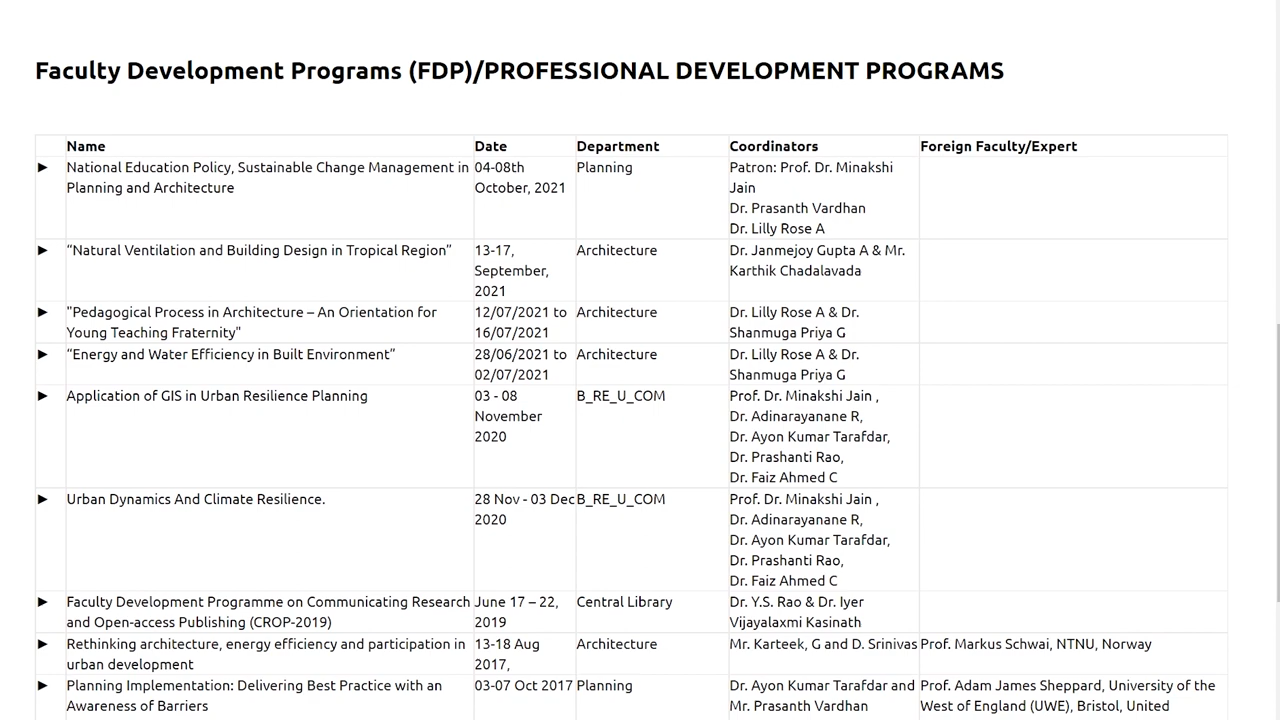 Faculty Development Programs (FDP)/PROFESSIONAL DEVELOPMENT PROGRAMS
Name Date Department Coordinators Foreign Faculty/Expert
► National Education Policy, Sustainable Change Management in 04-08th Planning Patron: Prof. Dr. Minakshi
Planning and Architecture October, 2021 Jain
Dr. Prasanth Vardhan
Dr. Lilly Rose A
► “Natural Ventilation and Building Design in Tropical Region” 13-17, Architecture Dr. Janmejoy Gupta A & Mr.
September, Karthik Chadalavada
2021
► "Pedagogical Process in Architecture – An Orientation for 12/07/2021 to Architecture Dr. Lilly Rose A & Dr.
Young Teaching Fraternity" 16/07/2021 Shanmuga Priya G
► “Energy and Water Efficiency in Built Environment” 28/06/2021 to Architecture Dr. Lilly Rose A & Dr.
02/07/2021 Shanmuga Priya G
► Application of GIS in Urban Resilience Planning 03 - 08 B_RE_U_COM Prof. Dr. Minakshi Jain ,
November Dr. Adinarayanane R,
2020 Dr. Ayon Kumar Tarafdar,
Dr. Prashanti Rao,
Dr. Faiz Ahmed C
► Urban Dynamics And Climate Resilience. 28 Nov - 03 Dec B_RE_U_COM Prof. Dr. Minakshi Jain ,
2020 Dr. Adinarayanane R,
Dr. Ayon Kumar Tarafdar,
Dr. Prashanti Rao,
Dr. Faiz Ahmed C
► Faculty Development Programme on Communicating Research June 17 – 22, Central Library Dr. Y.S. Rao & Dr. Iyer
and Open-access Publishing (CROP-2019) 2019 Vijayalaxmi Kasinath
► Rethinking architecture, energy efficiency and participation in 13-18 Aug Architecture Mr. Karteek, G and D. Srinivas Prof. Markus Schwai, NTNU, Norway
urban development 2017,
► Planning Implementation: Delivering Best Practice with an 03-07 Oct 2017 Planning Dr. Ayon Kumar Tarafdar and Prof. Adam James Sheppard, University of the
Awareness of Barriers Mr. Prasanth Vardhan West of England (UWE), Bristol, United